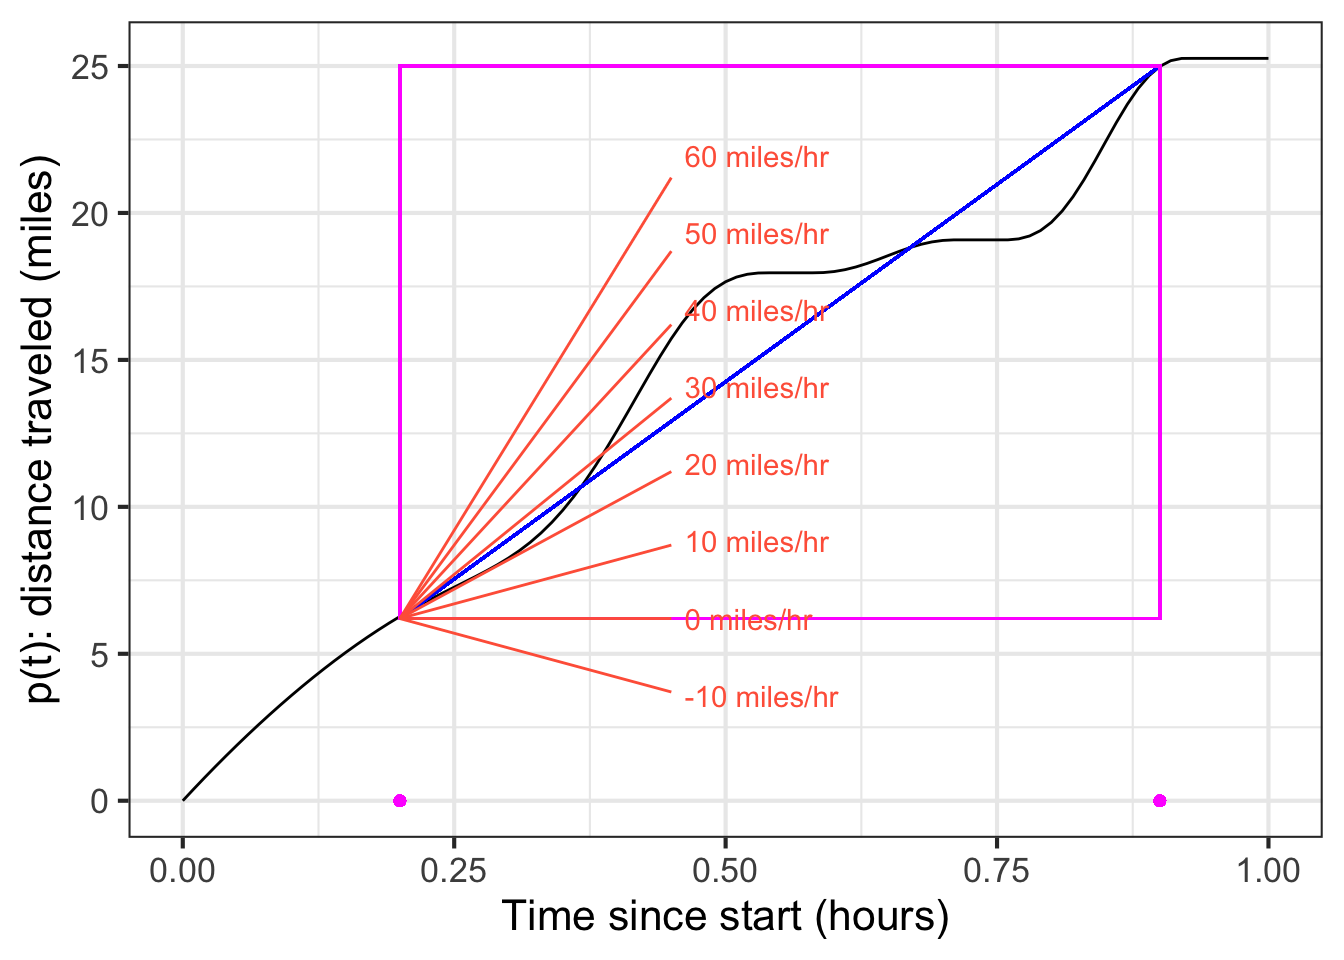 p(t): distance traveled (miles)
25
20
15
10
5
0
60 miles/hr
50 miles/hr
40 miles/hr
30 miles/hr
20 miles/hr
10 miles/hr
0 miles/hr
-10 miles/hr
0.00 0.25 0.50 0.75 1.00
Time since start (hours)